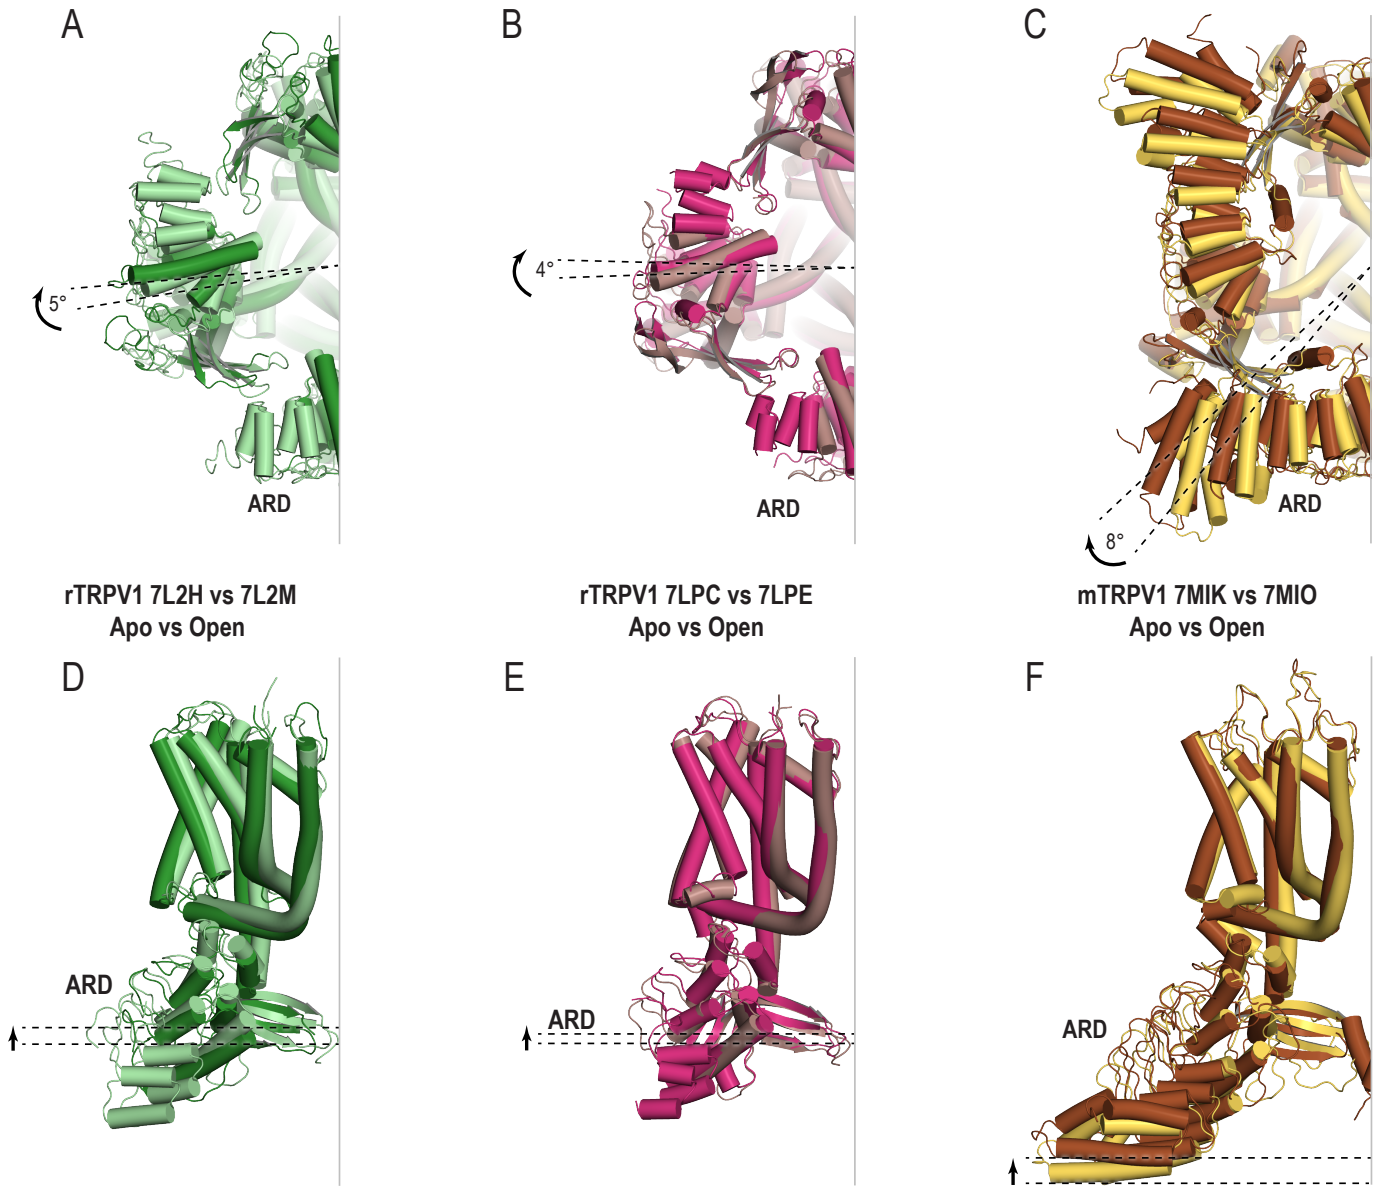 A
B
C
5°
4°
8°
ARD
ARD
ARD
rTRPV1 7L2H vs 7L2M
Apo vs Open
rTRPV1 7LPC vs 7LPE
Apo vs Open
mTRPV1 7MIK vs 7MIO
Apo vs Open
D
E
F
ARD
ARD
ARD